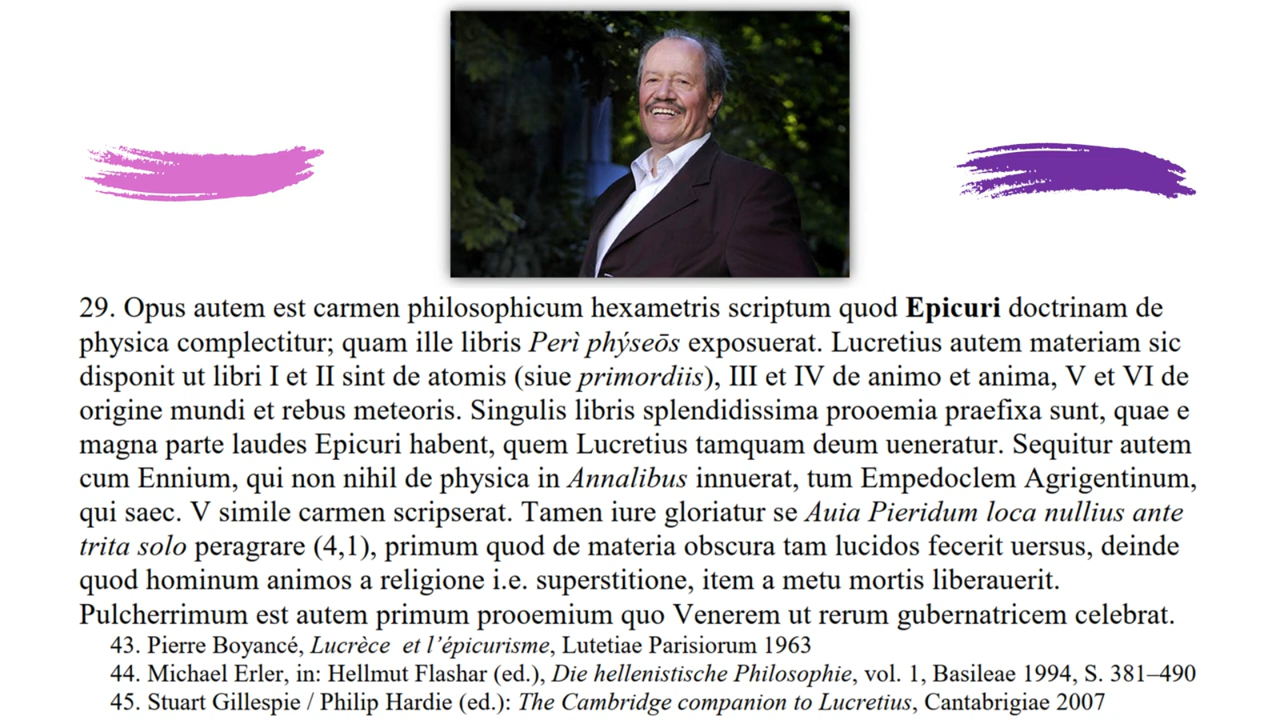 29. Opus autem est carmen philosophicum hexametris scriptum quod Epicuri doctrinam de
physica complectitur; quam ille libris Perì phýseōs exposuerat. Lucretius autem materiam sic
disponit ut libri I et II sint de atomis (siue primordiis), III et IV de animo et anima, V et VI de
origine mundi et rebus meteoris. Singulis libris splendidissima prooemia praefixa sunt, quae e
magna parte laudes Epicuri habent, quem Lucretius tamquam deum ueneratur. Sequitur autem
cum Ennium, qui non nihil de physica in Annalibus innuerat, tum Empedoclem Agrigentinum,
qui saec. V simile carmen scripserat. Tamen iure gloriatur se Auia Pieridum loca nullius ante
trita solo peragrare (4,1), primum quod de materia obscura tam lucidos fecerit uersus, deinde
quod hominum animos a religione i.e. superstitione, item a metu mortis liberauerit.
Pulcherrimum est autem primum prooemium quo Venerem ut rerum gubernatricem celebrat.
43. Pierre Boyancé, Lucrèce et l’épicurisme, Lutetiae Parisiorum 1963
44. Michael Erler, in: Hellmut Flashar (ed.), Die hellenistische Philosophie, vol. 1, Basileae 1994, S. 381–490
45. Stuart Gillespie / Philip Hardie (ed.): The Cambridge companion to Lucretius, Cantabrigiae 2007